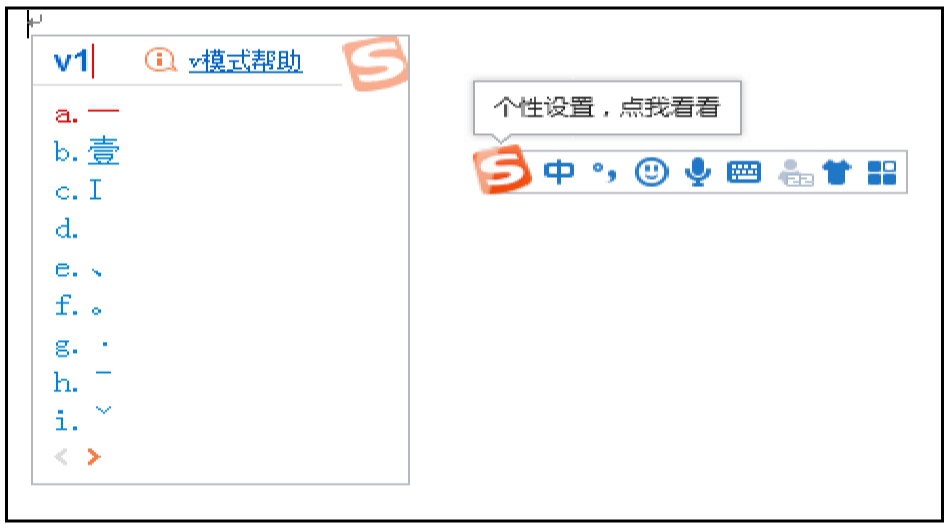 v1 v模式帮助
a. 一
b. 壹
c. I
d.
e. 、
f. 。
g. ·
h. ˉ
i. ˇ
< >
个性设置，点我看看
S 中 °,